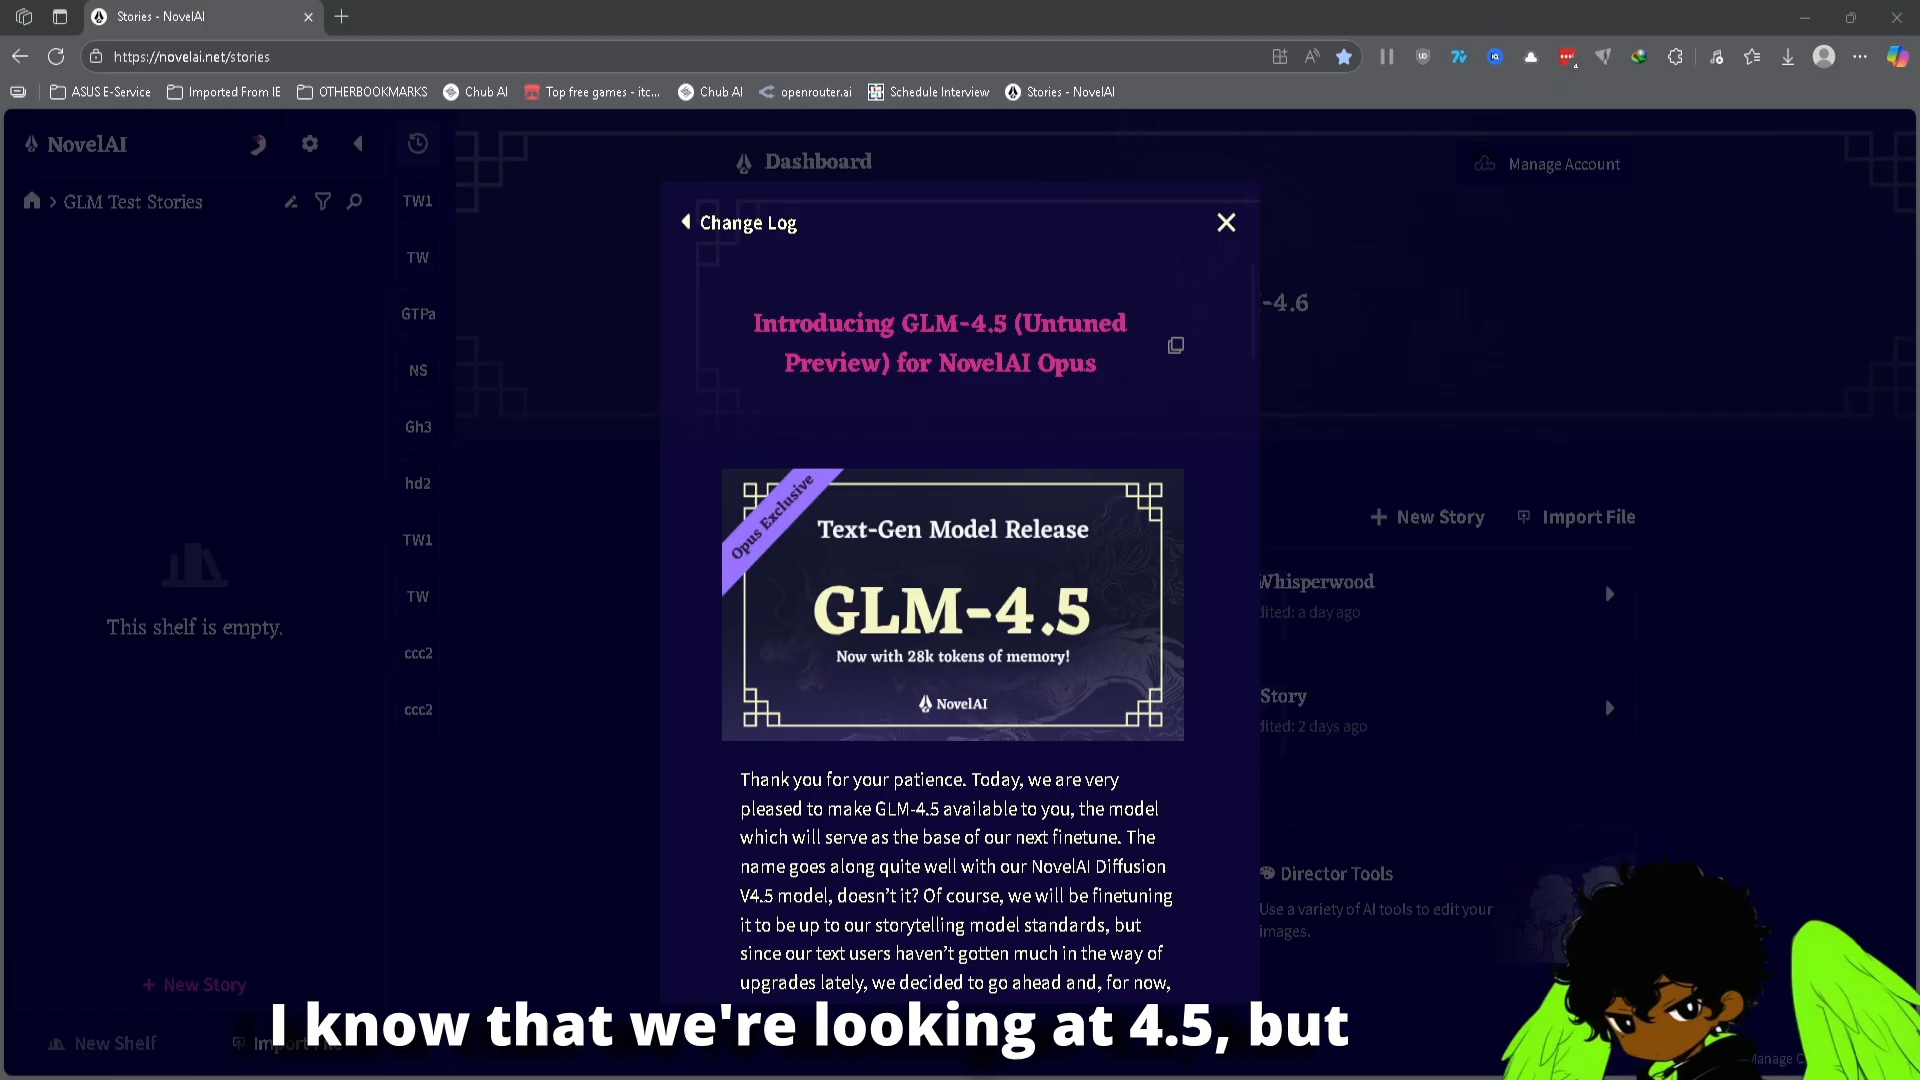 Stories - NovelAI
https://novelai.net/stories
ASUS E-Service
Imported From IE
OTHERBOOKMARKS
Chub AI
Top free games - itc...
Chub AI
openrouter.ai
Schedule Interview
Stories - NovelAI
NovelAI
GLM Test Stories
This shelf is empty.
+ New Story
New Shelf
TW1
TW
GTPa
NS
Gh3
hd2
TW1
TW
ccc2
ccc2
Dashboard
Manage Account
-4.6
Change Log
Introducing GLM-4.5 (Untuned
Preview) for NovelAI Opus
Opus Exclusive
Text-Gen Model Release
GLM-4.5
Now with 28k tokens of memory!
NovelAI
Thank you for your patience. Today, we are very
pleased to make GLM-4.5 available to you, the model
which will serve as the base of our next finetune. The
name goes along quite well with our NovelAI Diffusion
V4.5 model, doesn't it? Of course, we will be finetuning
it to be up to our storytelling model standards, but
since our text users haven't gotten much in the way of
upgrades lately, we decided to go ahead and, for now,
+ New Story
Import File
Whisperwood
dited: a day ago
Story
dited: 2 days ago
Director Tools
Use a variety of AI tools to edit your
images.
I know that we're looking at 4.5, but